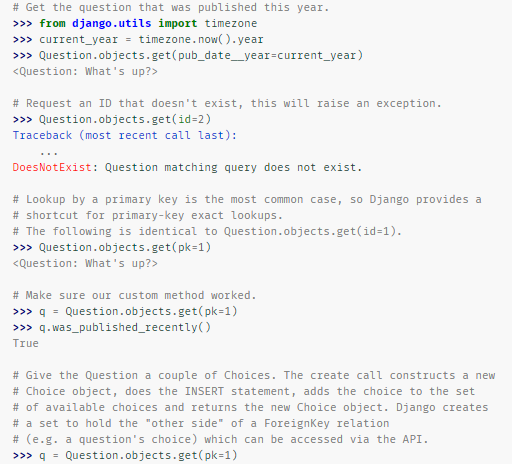 # Get the question that was published this year.
>>> from django.utils import timezone
>>> current_year = timezone.now().year
>>> Question.objects.get(pub_date__year=current_year)
<Question: What's up?>

# Request an ID that doesn't exist, this will raise an exception.
>>> Question.objects.get(id=2)
Traceback (most recent call last):
    ...
DoesNotExist: Question matching query does not exist.

# Lookup by a primary key is the most common case, so Django provides a
# shortcut for primary-key exact lookups.
# The following is identical to Question.objects.get(id=1).
>>> Question.objects.get(pk=1)
<Question: What's up?>

# Make sure our custom method worked.
>>> q = Question.objects.get(pk=1)
>>> q.was_published_recently()
True

# Give the Question a couple of Choices. The create call constructs a new
# Choice object, does the INSERT statement, adds the choice to the set
# of available choices and returns the new Choice object. Django creates
# a set to hold the "other side" of a ForeignKey relation
# (e.g. a question's choice) which can be accessed via the API.
>>> q = Question.objects.get(pk=1)